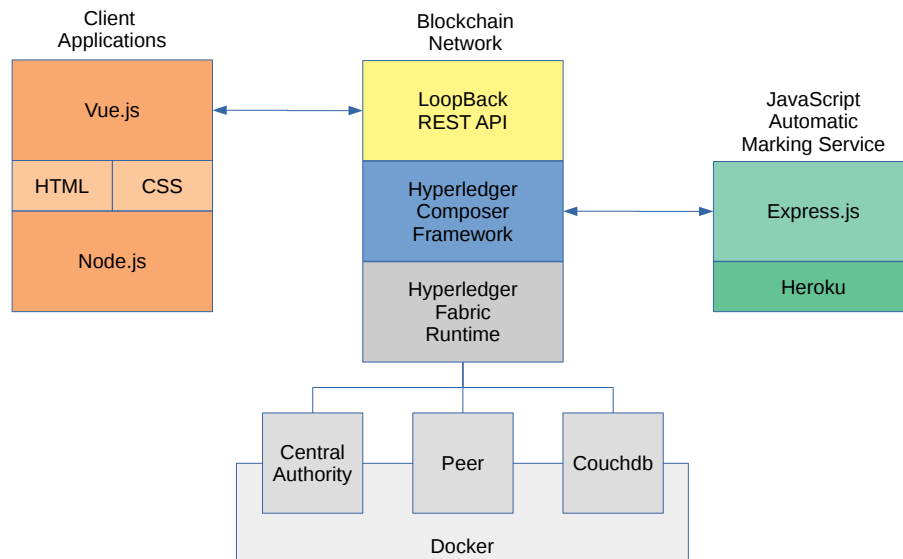 Client
Applications
Vue.js
HTML
CSS
Node.js
Blockchain
Network
LoopBack
REST API
Hyperledger
Composer
Framework
Hyperledger
Fabric
Runtime
JavaScript
Automatic
Marking Service
Express.js
Heroku
Central
Authority
Peer
Couchdb
Docker